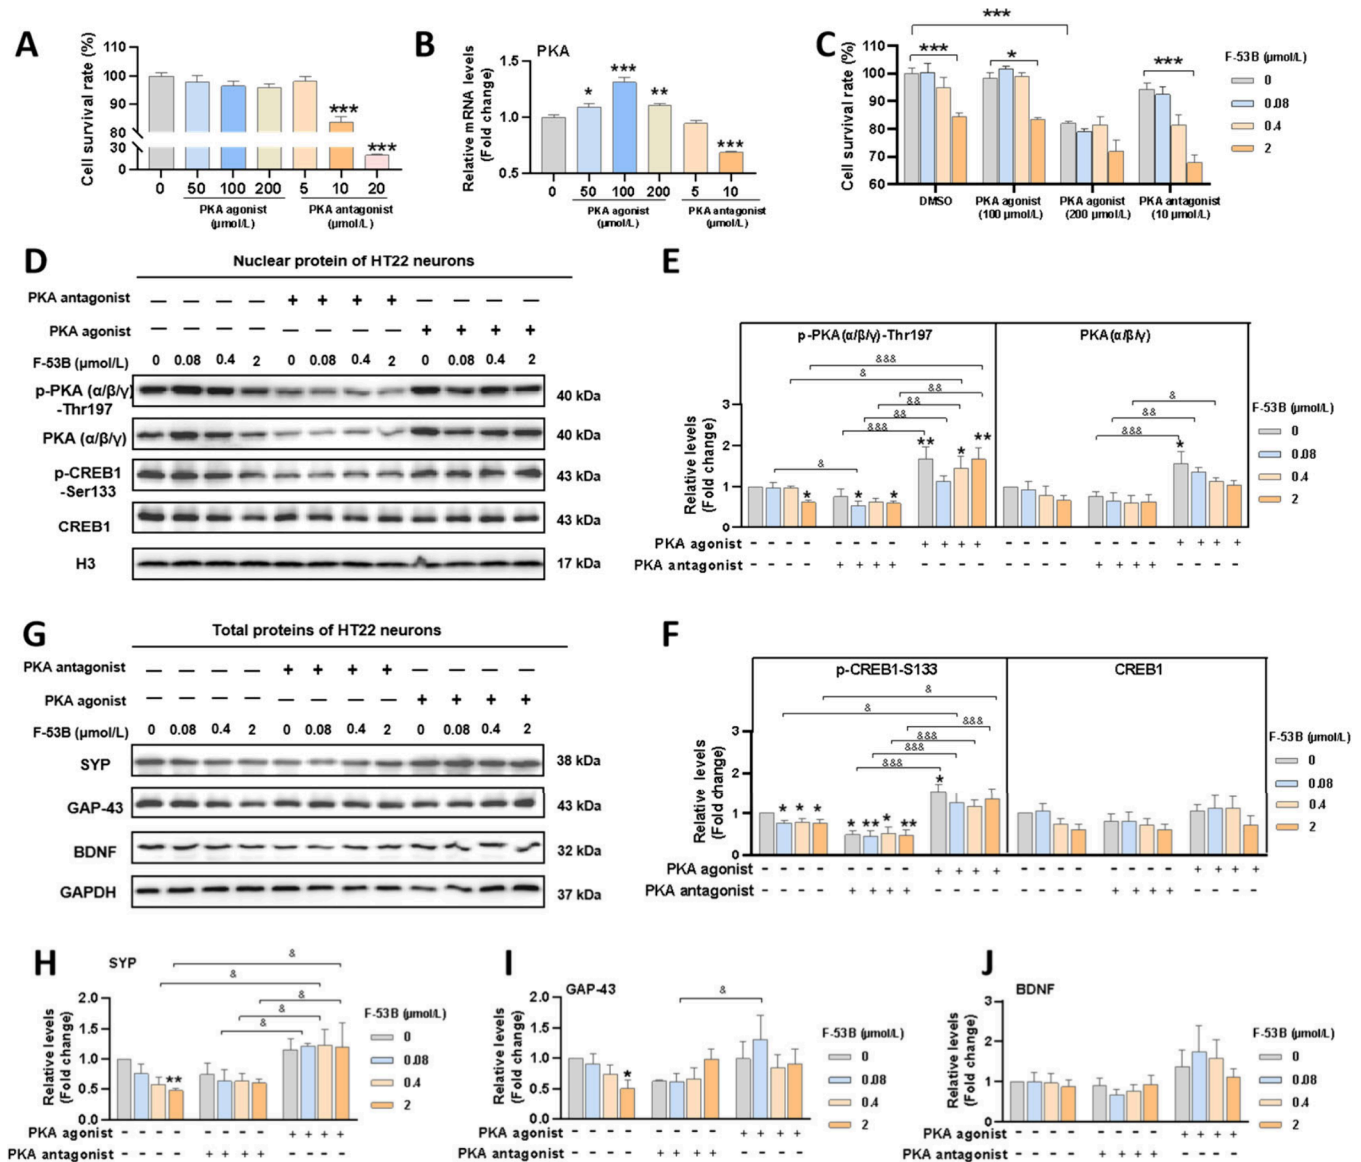 A
Cell survival rate (%)
110
100
90
80
30
0
***
***
0 50 100 200 5 10 20
PKA agonist
(μmol/L)
PKA antagonist
(μmol/L)
B
PKA
Relative mRNA levels
(Fold change)
1.5
1.0
0.5
*
***
**
***
0 50 100 200 5 10
PKA agonist
(μmol/L)
PKA antagonist
(μmol/L)
C
Cell survival rate (%)
110
100
90
80
70
60
***
***
*
***
DMSO
PKA agonist
(100 μmol/L)
PKA agonist
(200 μmol/L)
PKA antagonist
(10 μmol/L)
F-53B (μmol/L)
0
0.08
0.4
2
D
Nuclear protein of HT22 neurons
PKA antagonist — — — — + + + + — — — —
PKA agonist — — — — — — — — + + + +
F-53B (μmol/L) 0 0.08 0.4 2 0 0.08 0.4 2 0 0.08 0.4 2
p-PKA (α/β/γ)
-Thr197
40 kDa
PKA (α/β/γ) 40 kDa
p-CREB1
-Ser133
43 kDa
CREB1 43 kDa
H3 17 kDa
E
p-PKA(α/β/γ)-Thr197 PKA(α/β/γ)
Relative levels
(Fold change)
3
2
1
0
&&&
&
&&
&&
&&
&&&
&
* * * ** * **
&
&&
&&&
*
PKA agonist - - - - - - - - + + + + - - - - - - - - + + + +
PKA antagonist - - - - + + + + - - - - - - - - + + + + - - - -
F-53B (μmol/L)
0
0.08
0.4
2
G
Total proteins of HT22 neurons
PKA antagonist — — — — + + + + — — — —
PKA agonist — — — — — — — — + + + +
F-53B (μmol/L) 0 0.08 0.4 2 0 0.08 0.4 2 0 0.08 0.4 2
SYP 38 kDa
GAP-43 43 kDa
BDNF 32 kDa
GAPDH 37 kDa
F
p-CREB1-S133 CREB1
Relative levels
(Fold change)
3
2
1
0
&
&
&&&
&&&
&&&
&&&
* * * * ** * ** *
PKA agonist - - - - - - - - + + + + - - - - - - - - + + + +
PKA antagonist - - - - + + + + - - - - - - - - + + + + - - - -
F-53B (μmol/L)
0
0.08
0.4
2
H
SYP
Relative levels
(Fold change)
2.0
1.5
1.0
0.5
0.0
&
&
&
&
&
**
PKA agonist - - - - - - - - + + + +
PKA antagonist - - - - + + + + - - - -
F-53B (μmol/L)
0
0.08
0.4
2
I
GAP-43
Relative levels
(Fold change)
2.0
1.5
1.0
0.5
0.0
&
*
PKA agonist - - - - - - - - + + + +
PKA antagonist - - - - + + + + - - - -
F-53B (μmol/L)
0
0.08
0.4
2
J
BDNF
Relative levels
(Fold change)
3
2
1
0
PKA agonist - - - - - - - - + + + +
PKA antagonist - - - - + + + + - - - -
F-53B (μmol/L)
0
0.08
0.4
2